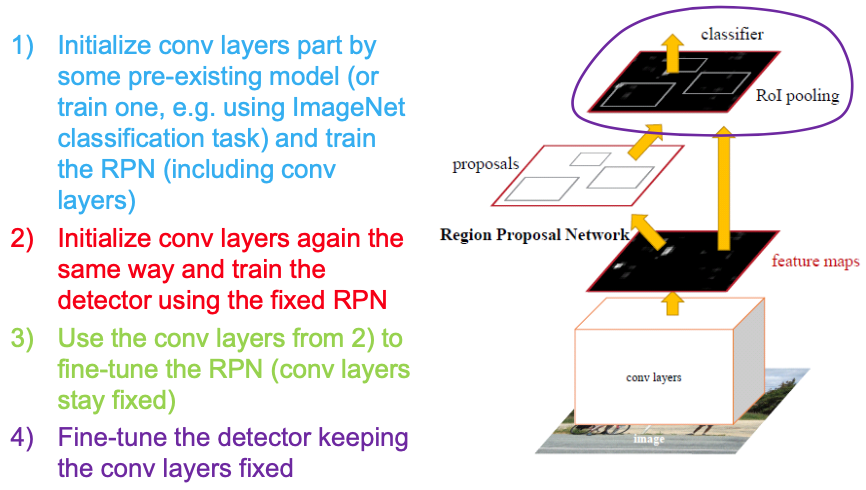 1) Initialize conv layers part by
some pre-existing model (or
train one, e.g. using ImageNet
classification task) and train
the RPN (including conv
layers)
2) Initialize conv layers again the
same way and train the
detector using the fixed RPN
3) Use the conv layers from 2) to
fine-tune the RPN (conv layers
stay fixed)
4) Fine-tune the detector keeping
the conv layers fixed
classifier
RoI pooling
proposals
Region Proposal Network
feature maps
conv layers
image